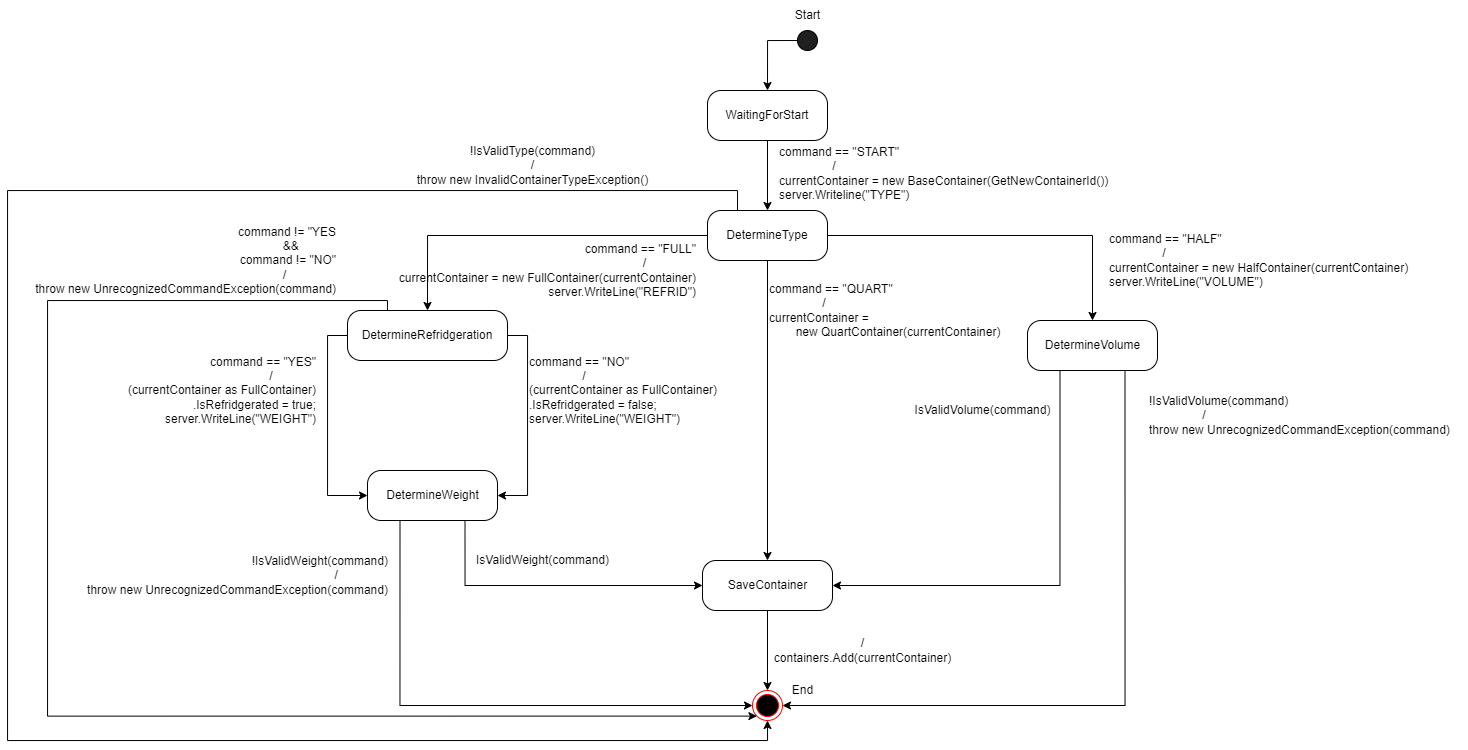 Start
WaitingForStart
command == "START"
/
currentContainer = new BaseContainer(GetNewContainerId())
server.Writeline("TYPE")
!IsValidType(command)
/
throw new InvalidContainerTypeException()
DetermineType
command != "YES
&&
command != "NO"
/
throw new UnrecognizedCommandException(command)
command == "FULL"
/
currentContainer = new FullContainer(currentContainer)
server.WriteLine("REFRID")
command == "QUART"
/
currentContainer =
new QuartContainer(currentContainer)
command == "HALF"
/
currentContainer = new HalfContainer(currentContainer)
server.WriteLine("VOLUME")
DetermineRefridgeration
DetermineVolume
command == "YES"
/
(currentContainer as FullContainer)
.IsRefridgerated = true;
server.WriteLine("WEIGHT")
command == "NO"
/
(currentContainer as FullContainer)
.IsRefridgerated = false;
server.WriteLine("WEIGHT")
IsValidVolume(command)
!IsValidVolume(command)
/
throw new UnrecognizedCommandException(command)
DetermineWeight
!IsValidWeight(command)
/
throw new UnrecognizedCommandException(command)
IsValidWeight(command)
SaveContainer
/
containers.Add(currentContainer)
End